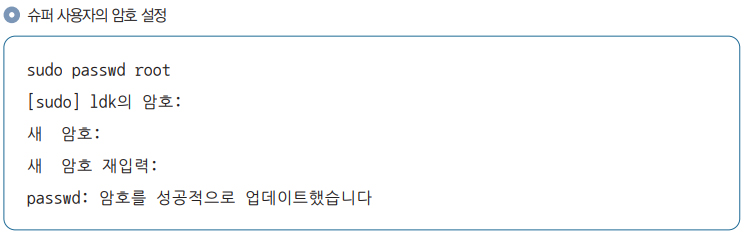 슈퍼 사용자의 암호 설정
sudo passwd root
[sudo] ldk의 암호:
새  암호:
새  암호 재입력:
passwd: 암호를 성공적으로 업데이트했습니다